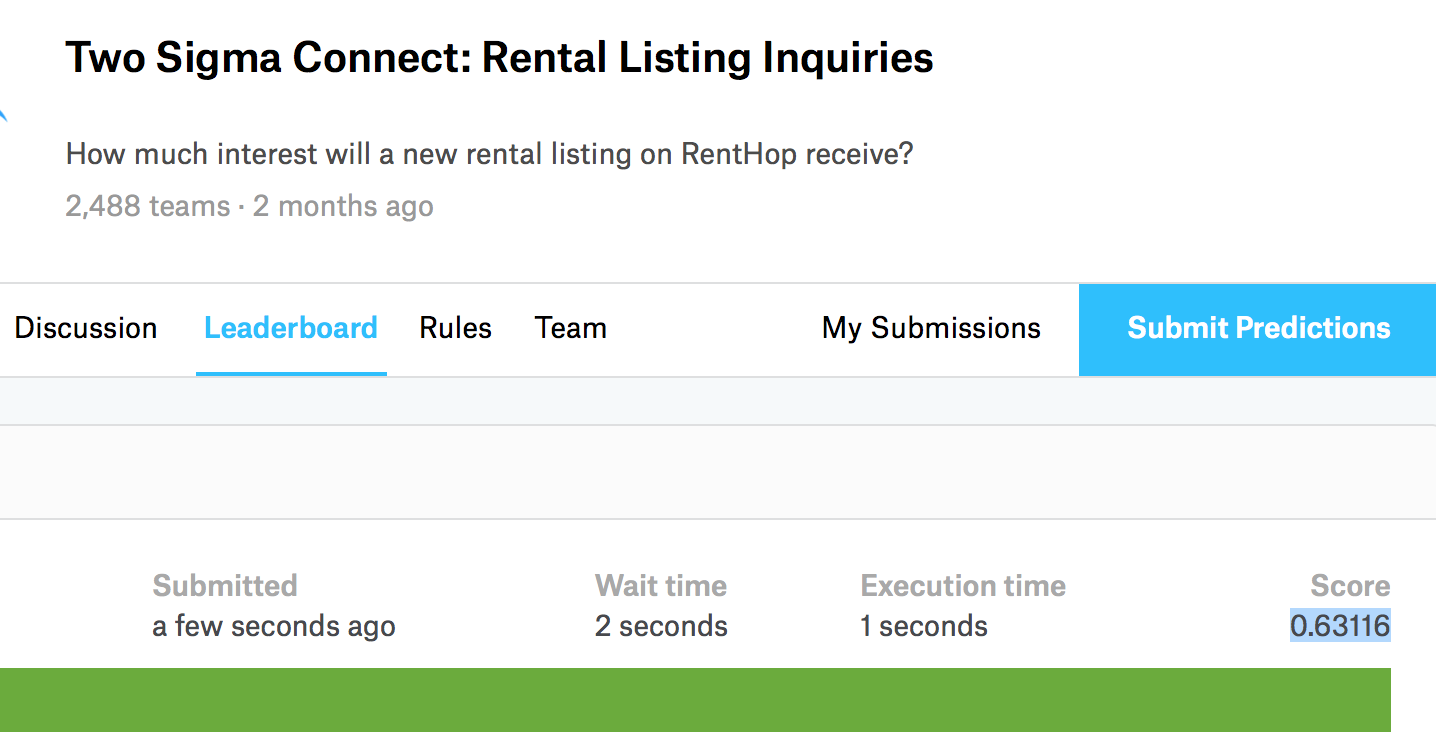 Two Sigma Connect: Rental Listing Inquiries
How much interest will a new rental listing on RentHop receive?
2,488 teams · 2 months ago
Discussion Leaderboard Rules Team My Submissions Submit Predictions
Submitted Wait time Execution time Score
a few seconds ago 2 seconds 1 seconds 0.63116